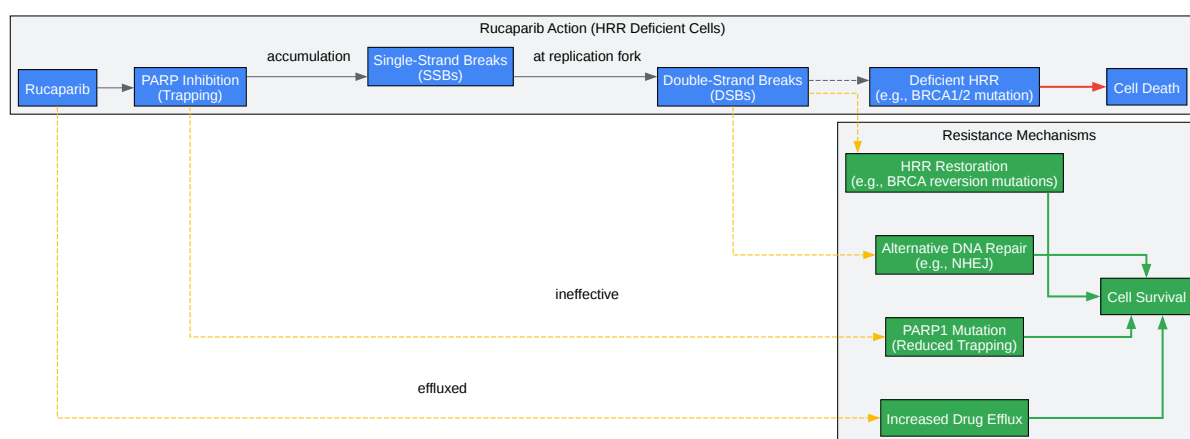 Rucaparib Action (HRR Deficient Cells)
Rucaparib
PARP Inhibition
(Trapping)
accumulation
Single-Strand Breaks
(SSBs)
at replication fork
Double-Strand Breaks
(DSBs)
Deficient HRR
(e.g., BRCA1/2 mutation)
Cell Death
Resistance Mechanisms
HRR Restoration
(e.g., BRCA reversion mutations)
Alternative DNA Repair
(e.g., NHEJ)
Cell Survival
ineffective
PARP1 Mutation
(Reduced Trapping)
effluxed
Increased Drug Efflux